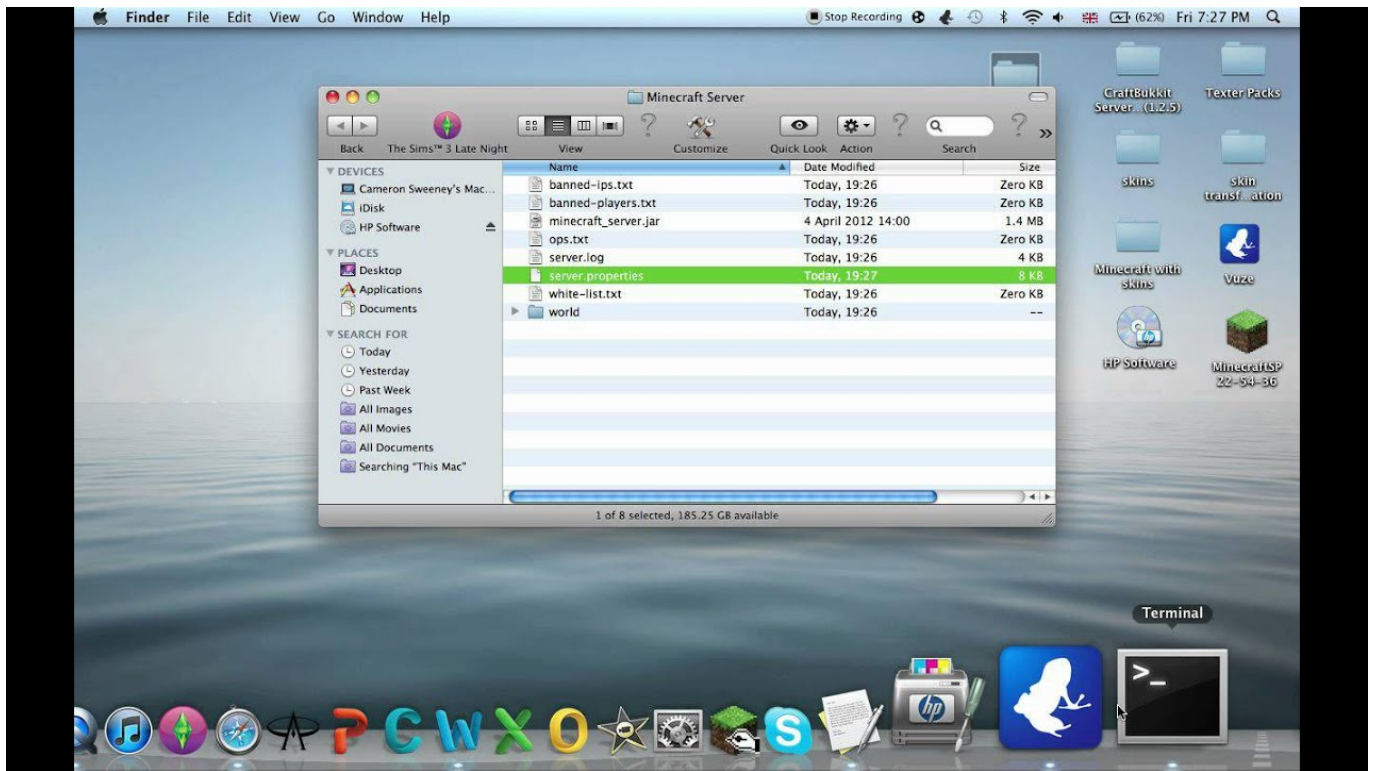 Finder File Edit View Go Window Help
Stop Recording (62%) Fri 7:27 PM
Minecraft Server
Back The Sims™ 3 Late Night View Customize Quick Look Action Search
Name Date Modified Size
DEVICES
Cameron Sweeney's Mac...
iDisk
HP Software
PLACES
Desktop
Applications
Documents
SEARCH FOR
Today
Yesterday
Past Week
All Images
All Movies
All Documents
Searching "This Mac"
banned-ips.txt Today, 19:26 Zero KB
banned-players.txt Today, 19:26 Zero KB
minecraft_server.jar 4 April 2012 14:00 1.4 MB
ops.txt Today, 19:26 Zero KB
server.log Today, 19:26 4 KB
server.properties Today, 19:27 8 KB
white-list.txt Today, 19:26 Zero KB
world Today, 19:26 --
1 of 8 selected, 185.25 GB available
CraftBukkit
Server...(1.2.5)
Texter Packs
skins
skin
transf...ation
Minecraft with
skins
Vuze
HP Software
MinecraftSP
22-54-36
Terminal
>_
hp